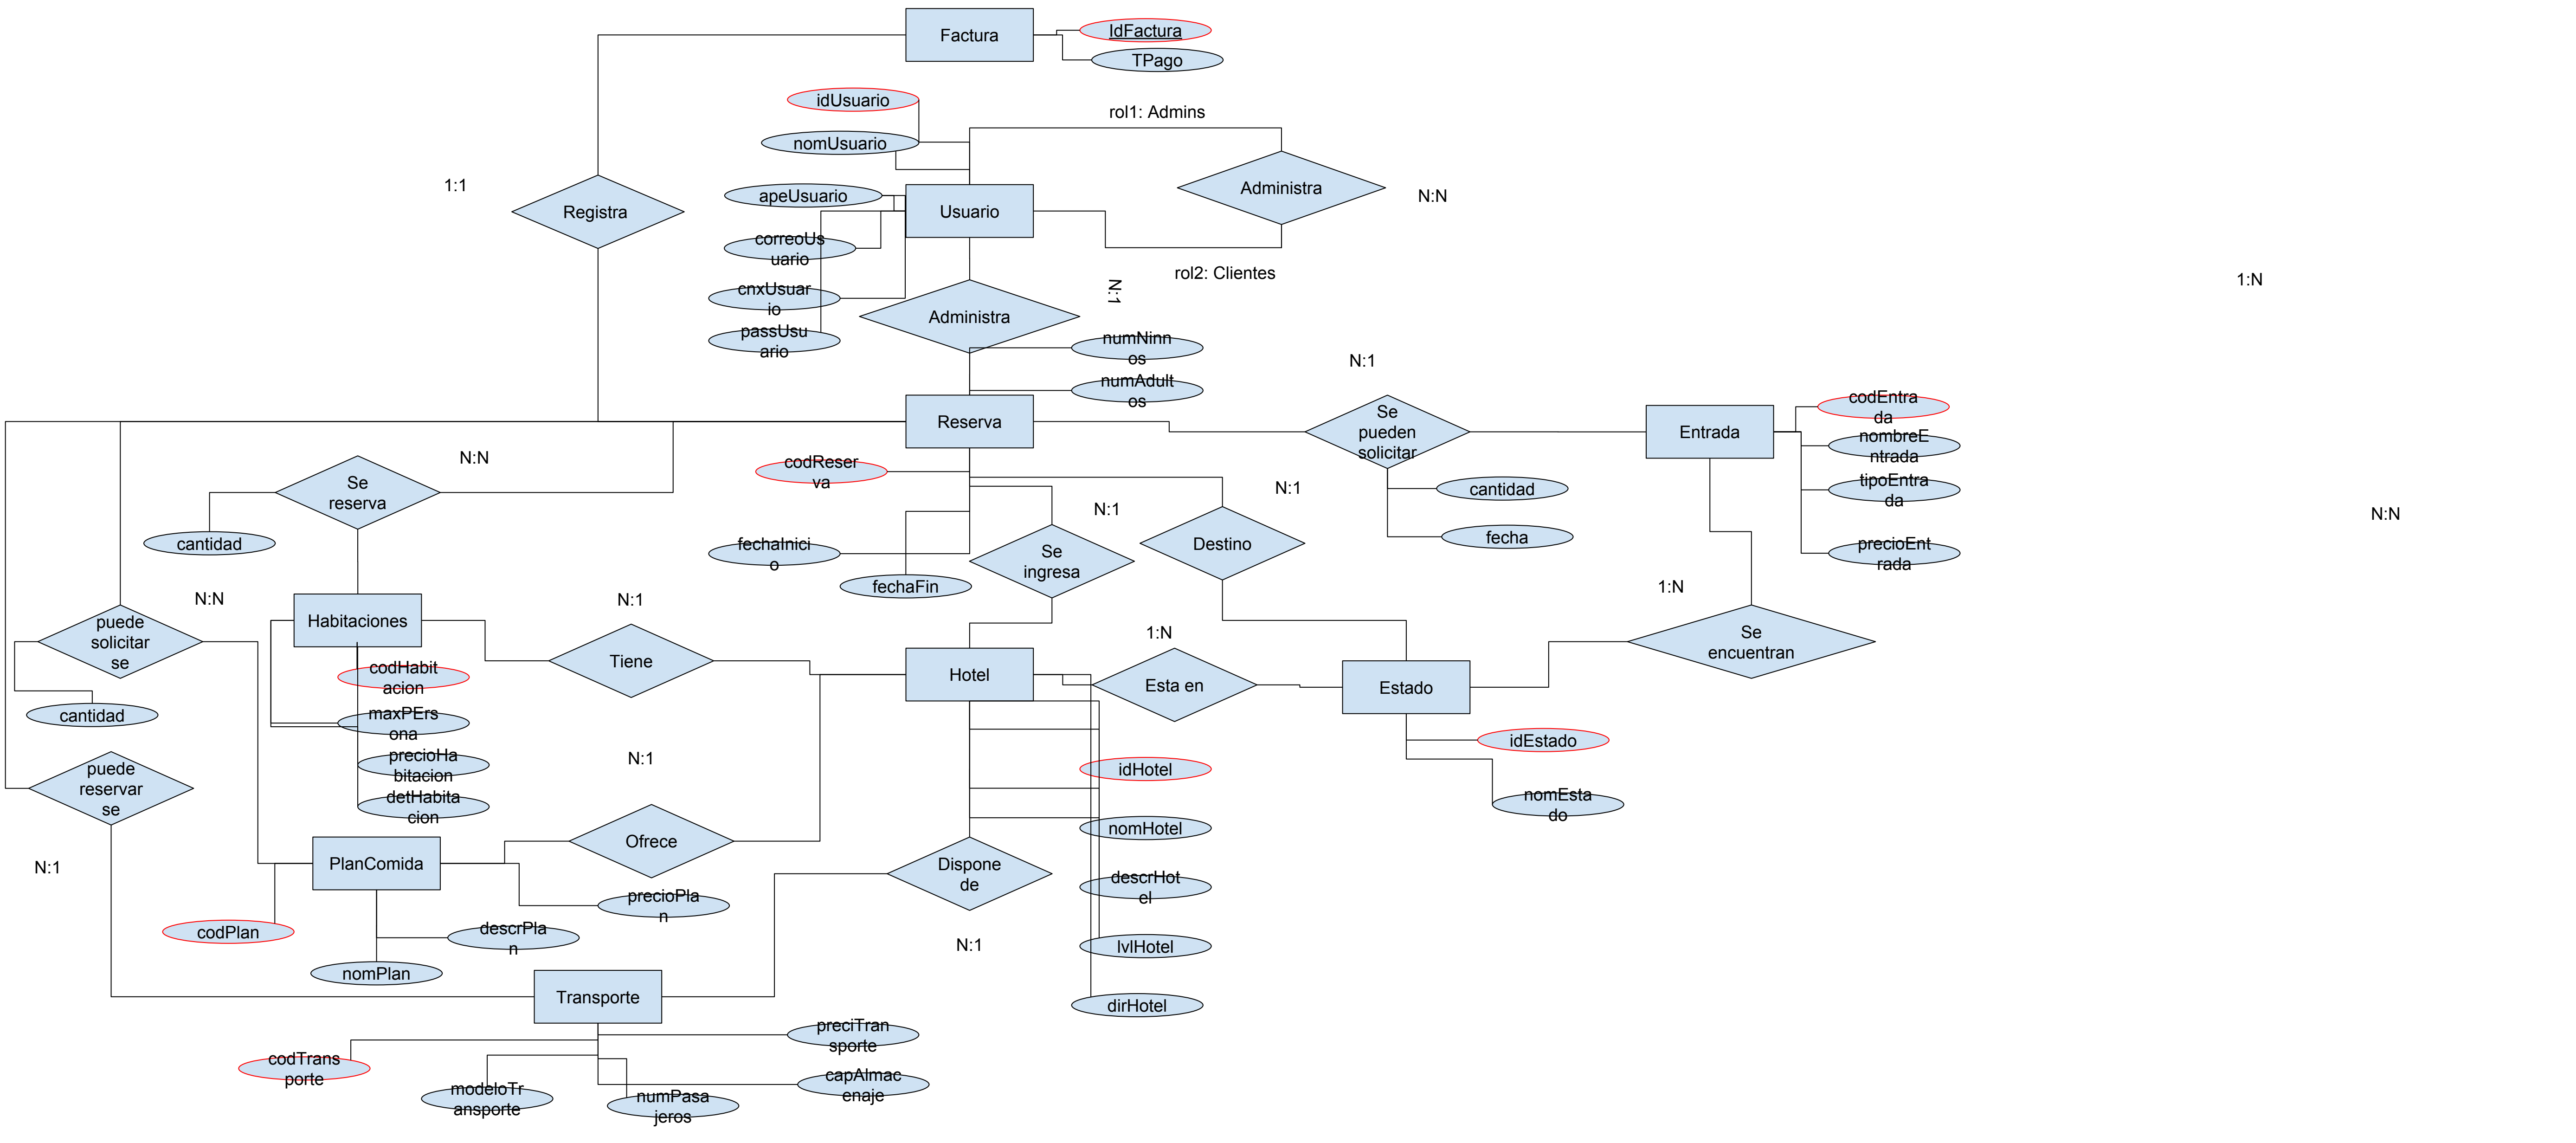 Factura
IdFactura
TPago
idUsuario
rol1: Admins
nomUsuario
1:1
Registra
apeUsuario
Usuario
Administra
N:N
correoUs
uario
rol2: Clientes
1:N
cnxUsuar
io
N:1
Administra
passUsu
ario
numNinn
os
N:1
numAdult
os
Reserva
Se
pueden
solicitar
Entrada
codEntra
da
nombreE
ntrada
tipoEntra
da
precioEnt
rada
N:N
Se
reserva
codReser
va
N:1
cantidad
N:1
N:N
cantidad
fechaInici
o
Se
ingresa
Destino
fecha
fechaFin
N:N
N:1
1:N
puede
solicitar
se
Habitaciones
1:N
Se
encuentran
Tiene
Hotel
Esta en
Estado
codHabit
acion
cantidad
maxPErs
ona
idEstado
precioHa
bitacion
N:1
idHotel
puede
reservar
se
detHabita
cion
nomEsta
do
nomHotel
Ofrece
N:1
PlanComida
Dispone
de
descrHot
el
precioPla
n
codPlan
descrPla
n
N:1
lvlHotel
nomPlan
Transporte
dirHotel
preciTran
sporte
codTrans
porte
modeloTr
ansporte
numPasa
jeros
capAlmac
enaje